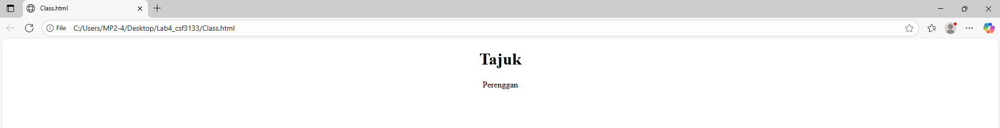 Class.html
File C:/Users/MP2-4/Desktop/Lab4_csf3133/Class.html
Tajuk
Perenggan